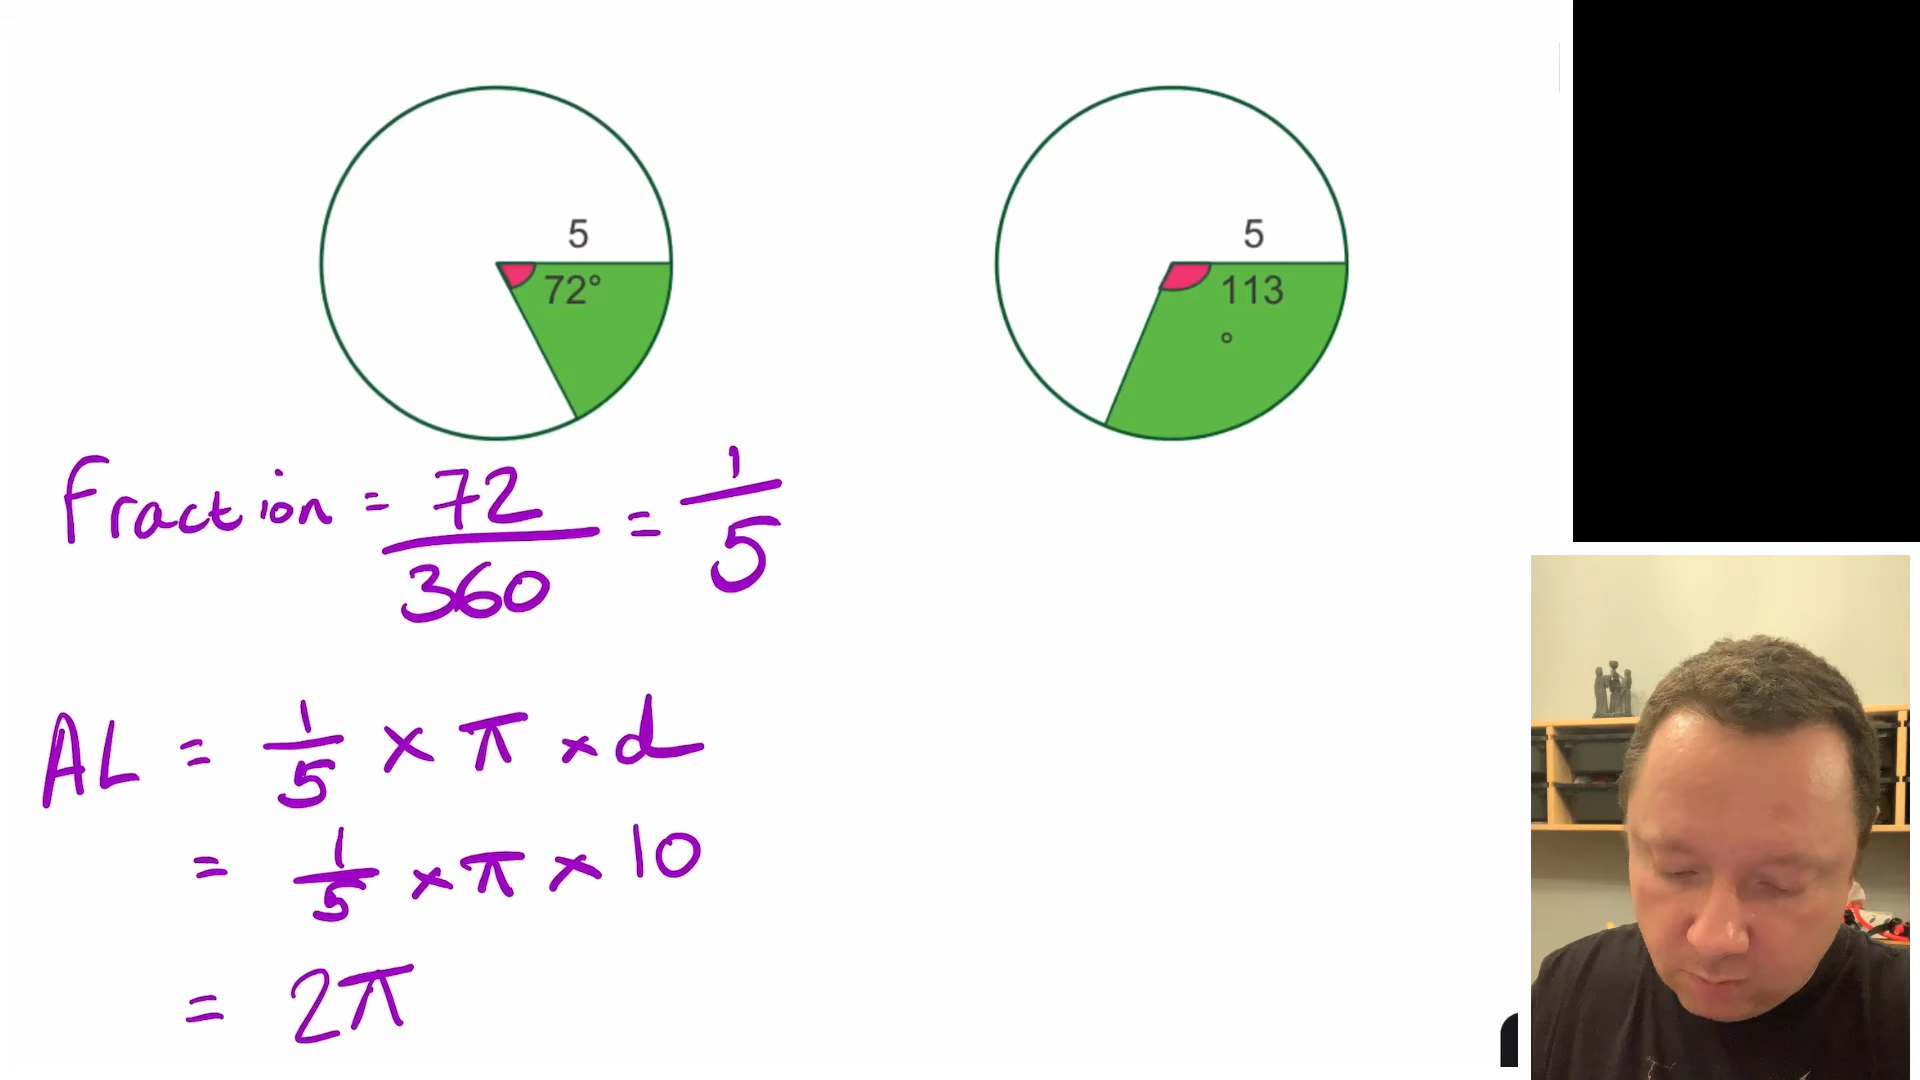 5
72°
5
113
°
Fraction = 72/360 = 1/5
AL = 1/5 × π × d
= 1/5 × π × 10
= 2π